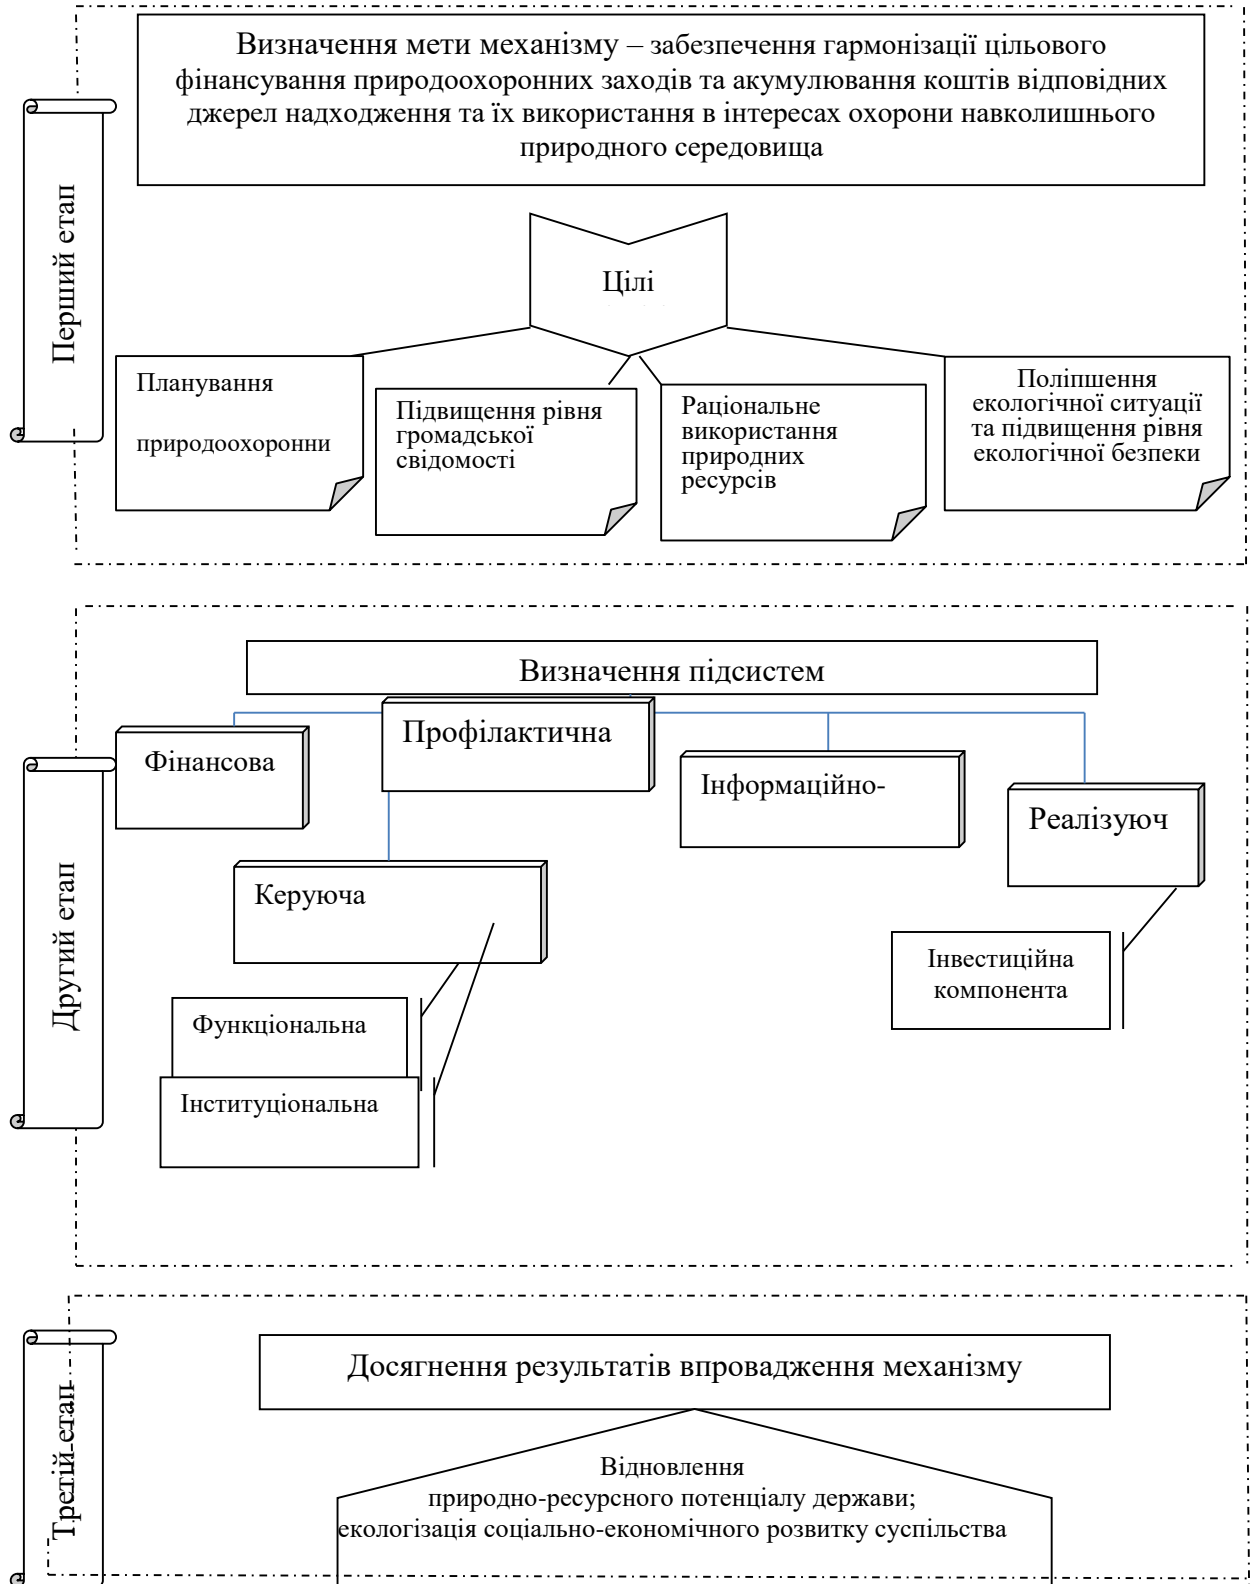 Визначення мети механізму – забезпечення гармонізації цільового
фінансування природоохоронних заходів та акумулювання коштів відповідних
джерел надходження та їх використання в інтересах охорони навколишнього
природного середовища
Перший етап
Цілі
Планування
природоохоронни
Підвищення рівня
громадської
свідомості
Раціональне
використання
природних
ресурсів
Поліпшення
екологічної ситуації
та підвищення рівня
екологічної безпеки
Другий етап
Визначення підсистем
Фінансова
Профілактична
Інформаційно-
Реалізуюч
Керуюча
Функціональна
Інституціональна
Інвестиційна
компонента
Третій етап
Досягнення результатів впровадження механізму
Відновлення
природно-ресурсного потенціалу держави;
екологізація соціально-економічного розвитку суспільства